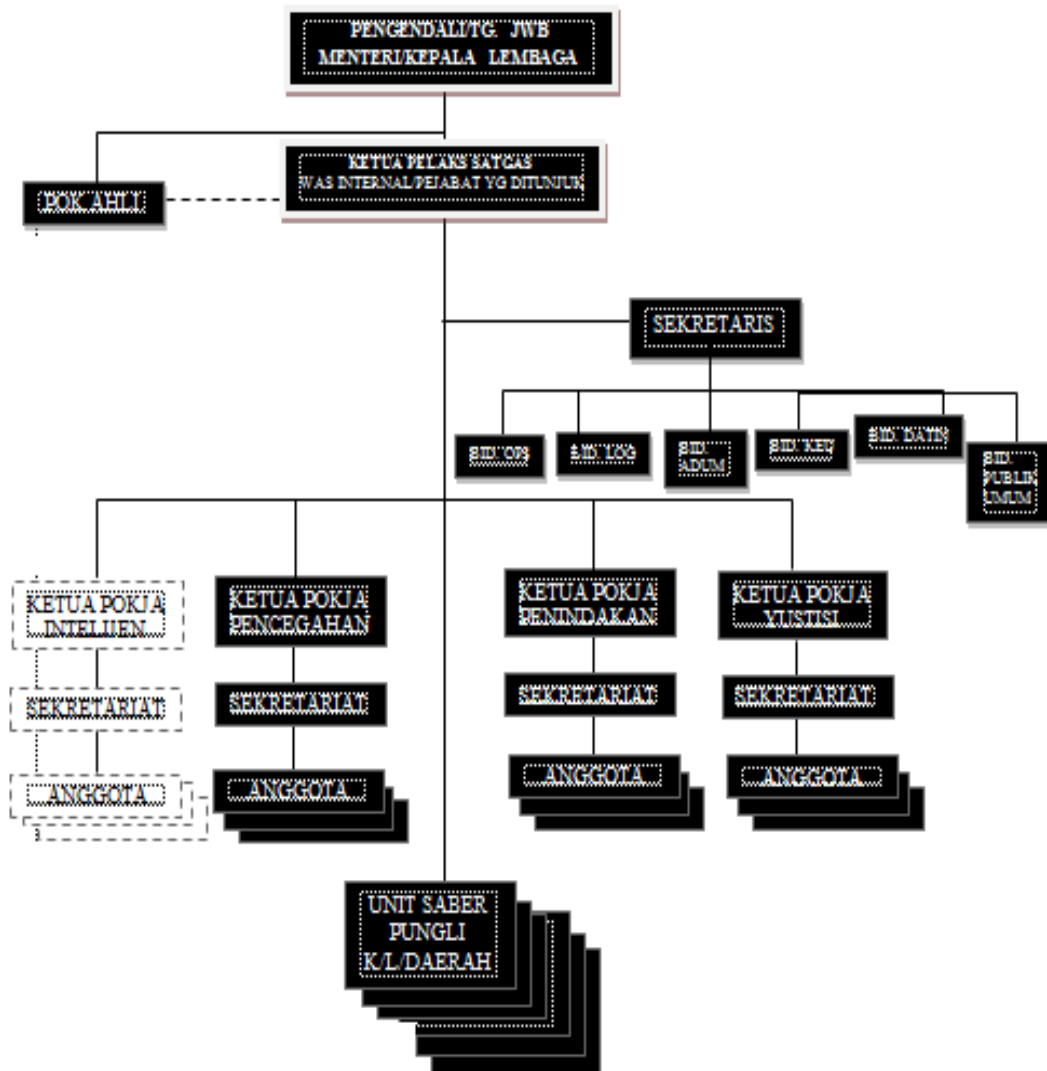 PENGENDALI/TG. JWB
MENTERI/KEPALA LEMBAGA
KETUA PELAKS SATGAS
WAS INTERNAL/PEJABAT YG DITUNJUK
POK AHLI
SEKRETARIS
BID. OPS
BID. LOG
BID.
ADUM
BID. KEU
BID. DATIN
BID.
PUBLIK
UMUM
KETUA POKJA
INTELIJEN
KETUA POKJA
PENCEGAHAN
KETUA POKJA
PENINDAKAN
KETUA POKJA
YUSTISI
SEKRETARIAT
SEKRETARIAT
SEKRETARIAT
SEKRETARIAT
ANGGOTA
ANGGOTA
ANGGOTA
ANGGOTA
UNIT SABER
PUNGLI
K/L/DAERAH